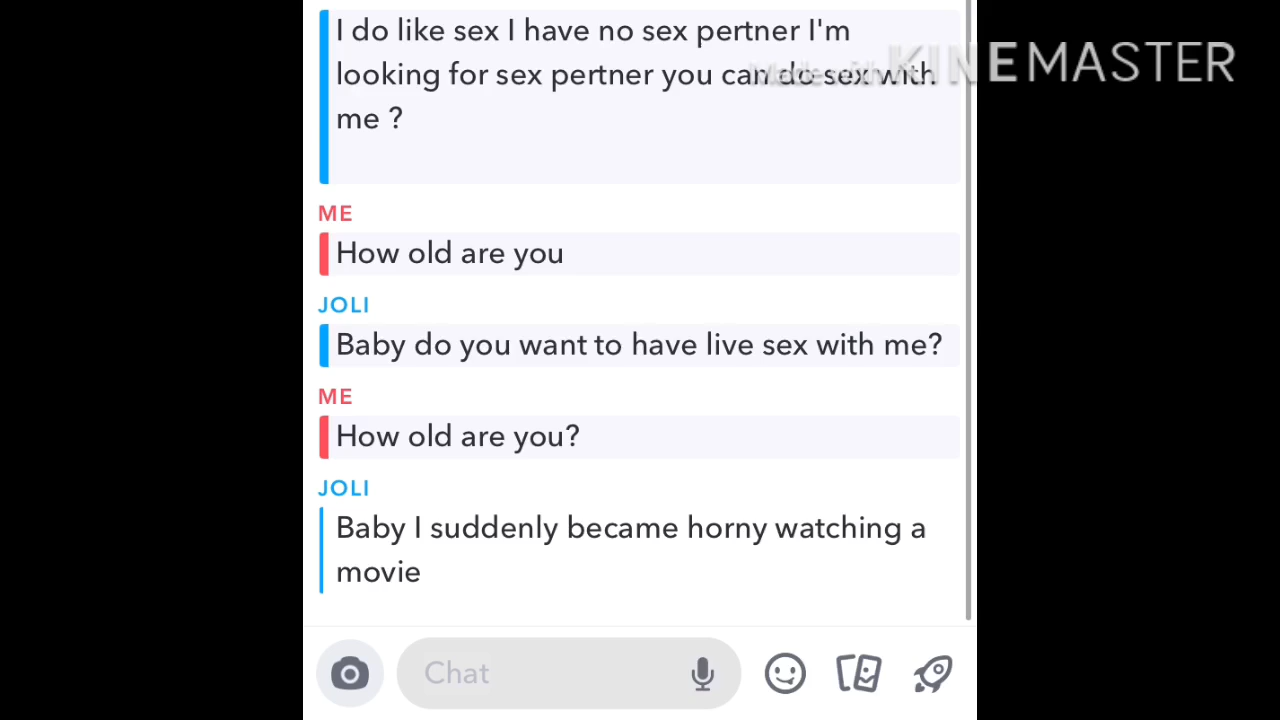 I do like sex I have no sex pertner I'm
looking for sex pertner you can do sex with
me ?
Made with KINEMASTER
ME
How old are you
JOLI
Baby do you want to have live sex with me?
ME
How old are you?
JOLI
Baby I suddenly became horny watching a
movie
Chat